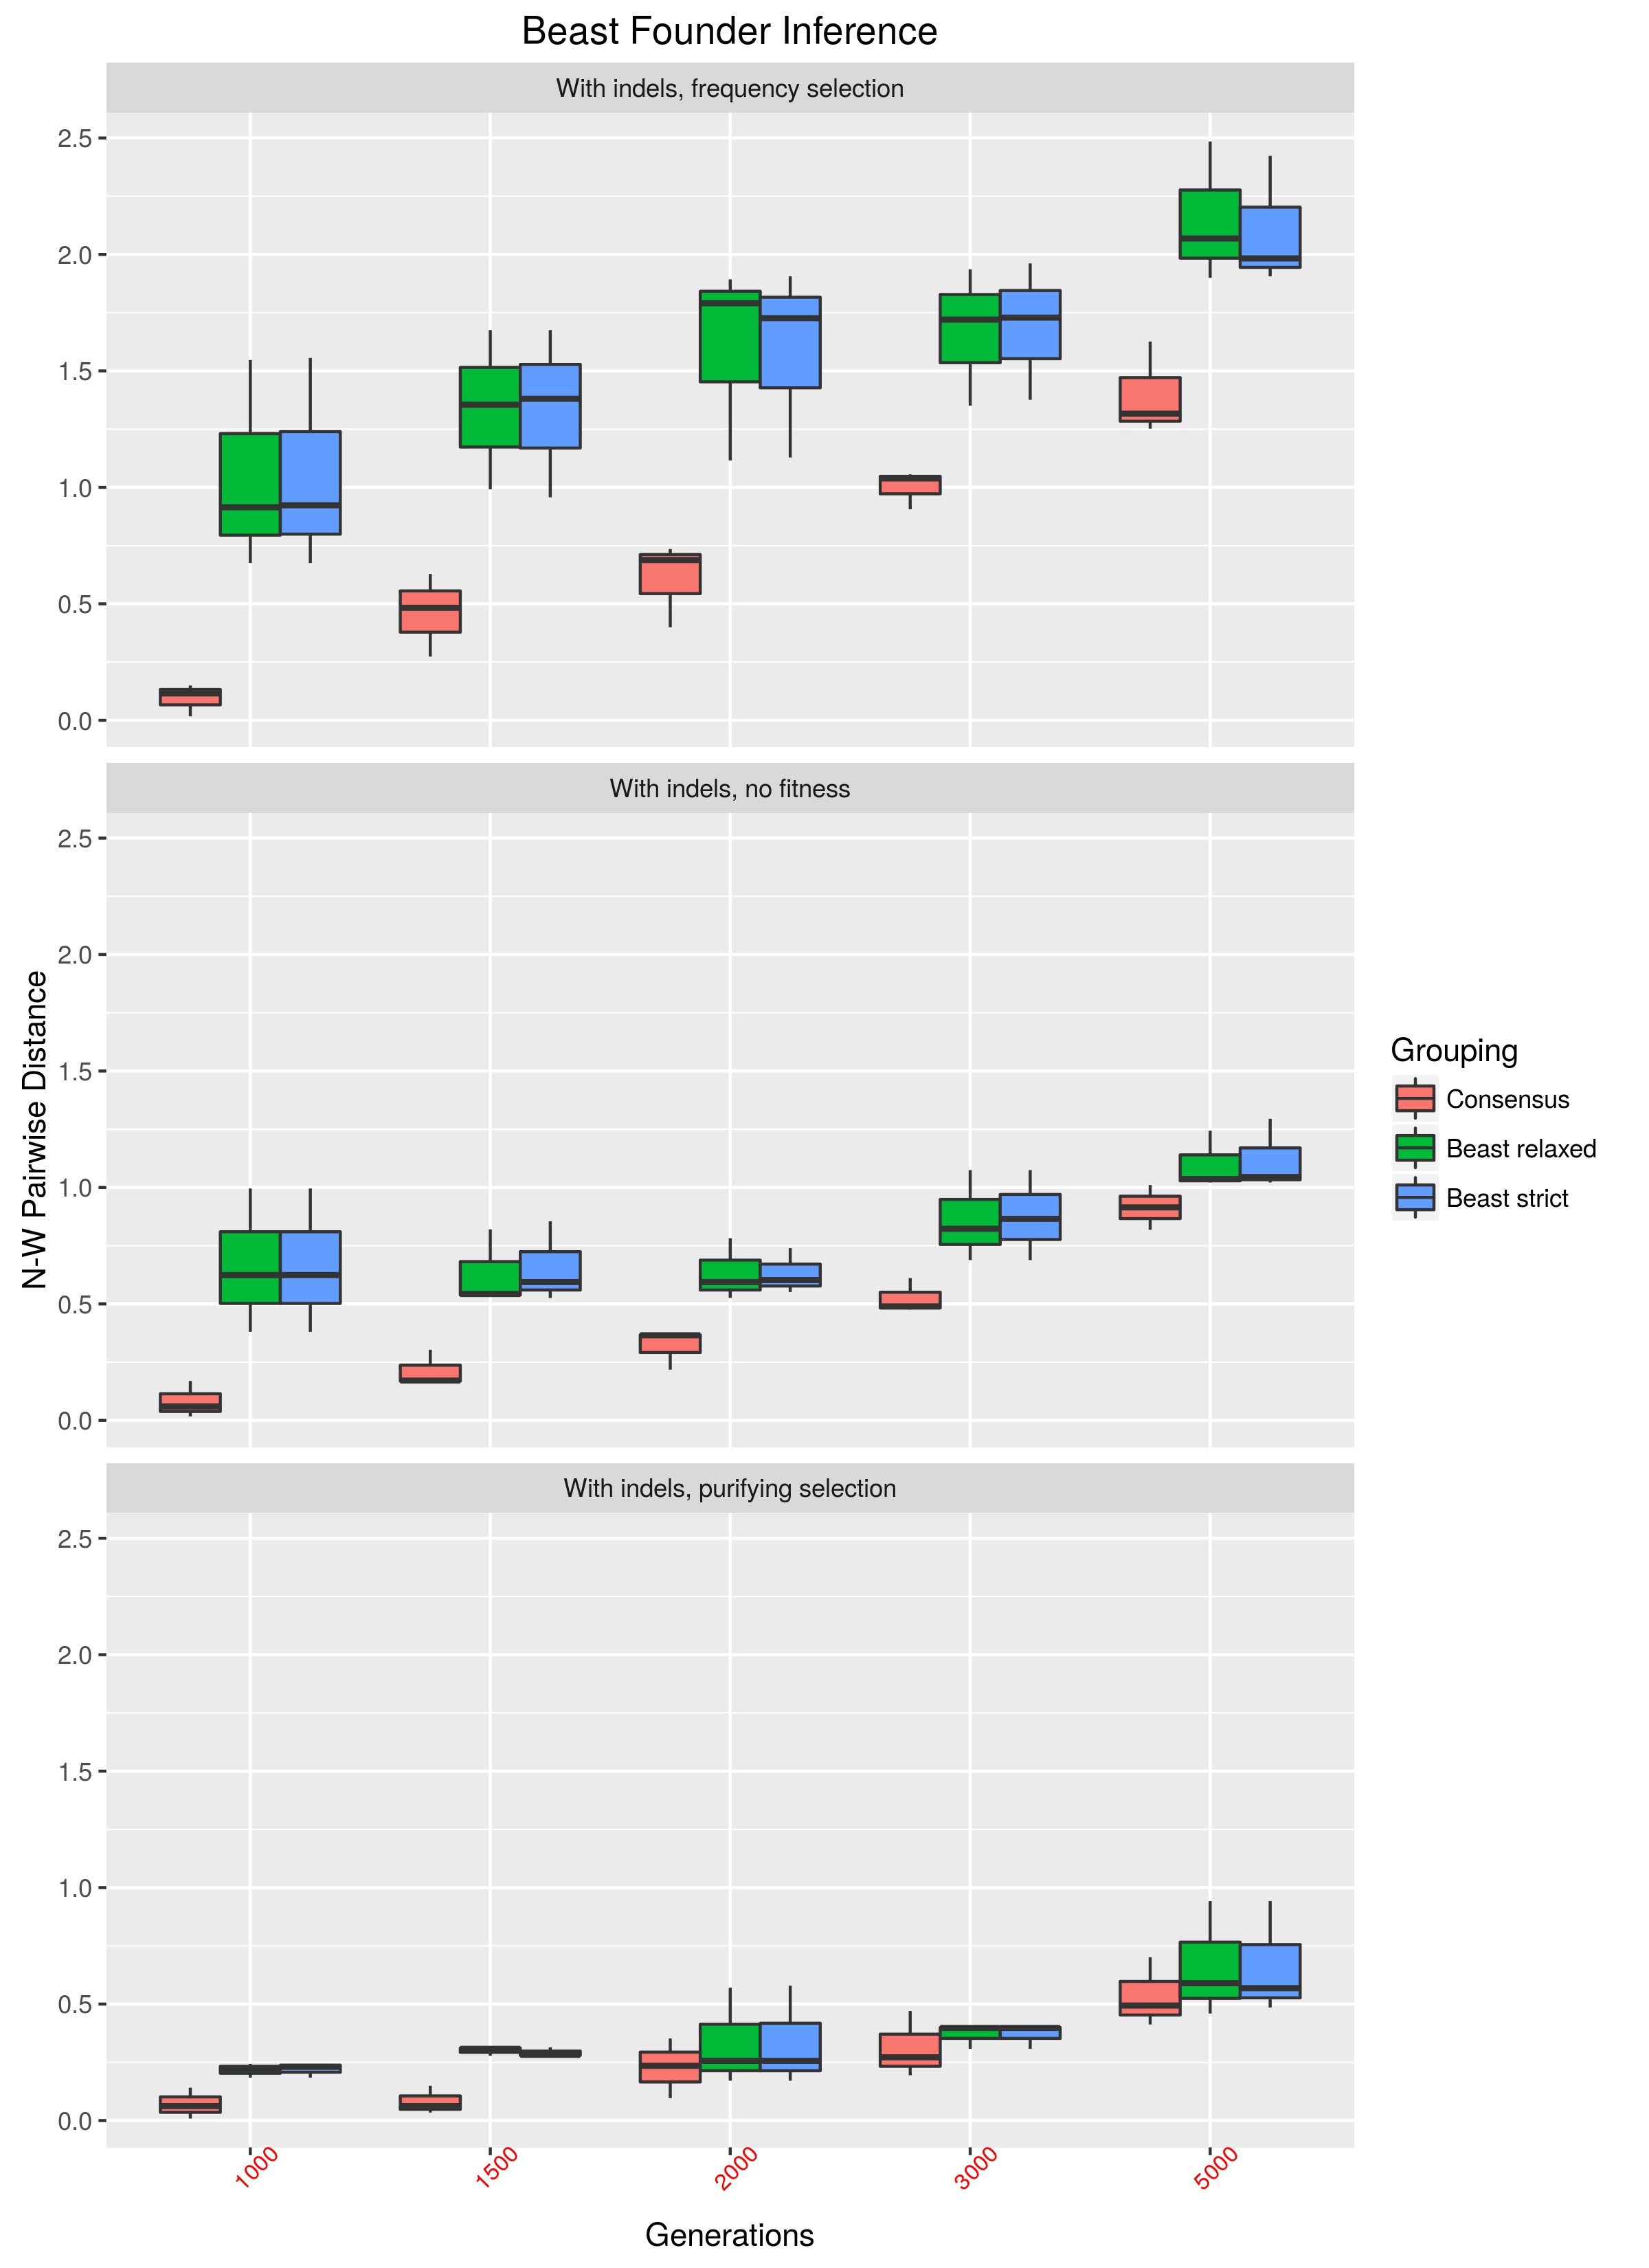 Beast Founder Inference
With indels, frequency selection
2.5
2.0
1.5
1.0
0.5
0.0
With indels, no fitness
2.5
2.0
1.5
1.0
0.5
0.0
With indels, purifying selection
2.5
2.0
1.5
1.0
0.5
0.0
1000
1500
2000
3000
5000
Generations
N-W Pairwise Distance
Grouping
Consensus
Beast relaxed
Beast strict